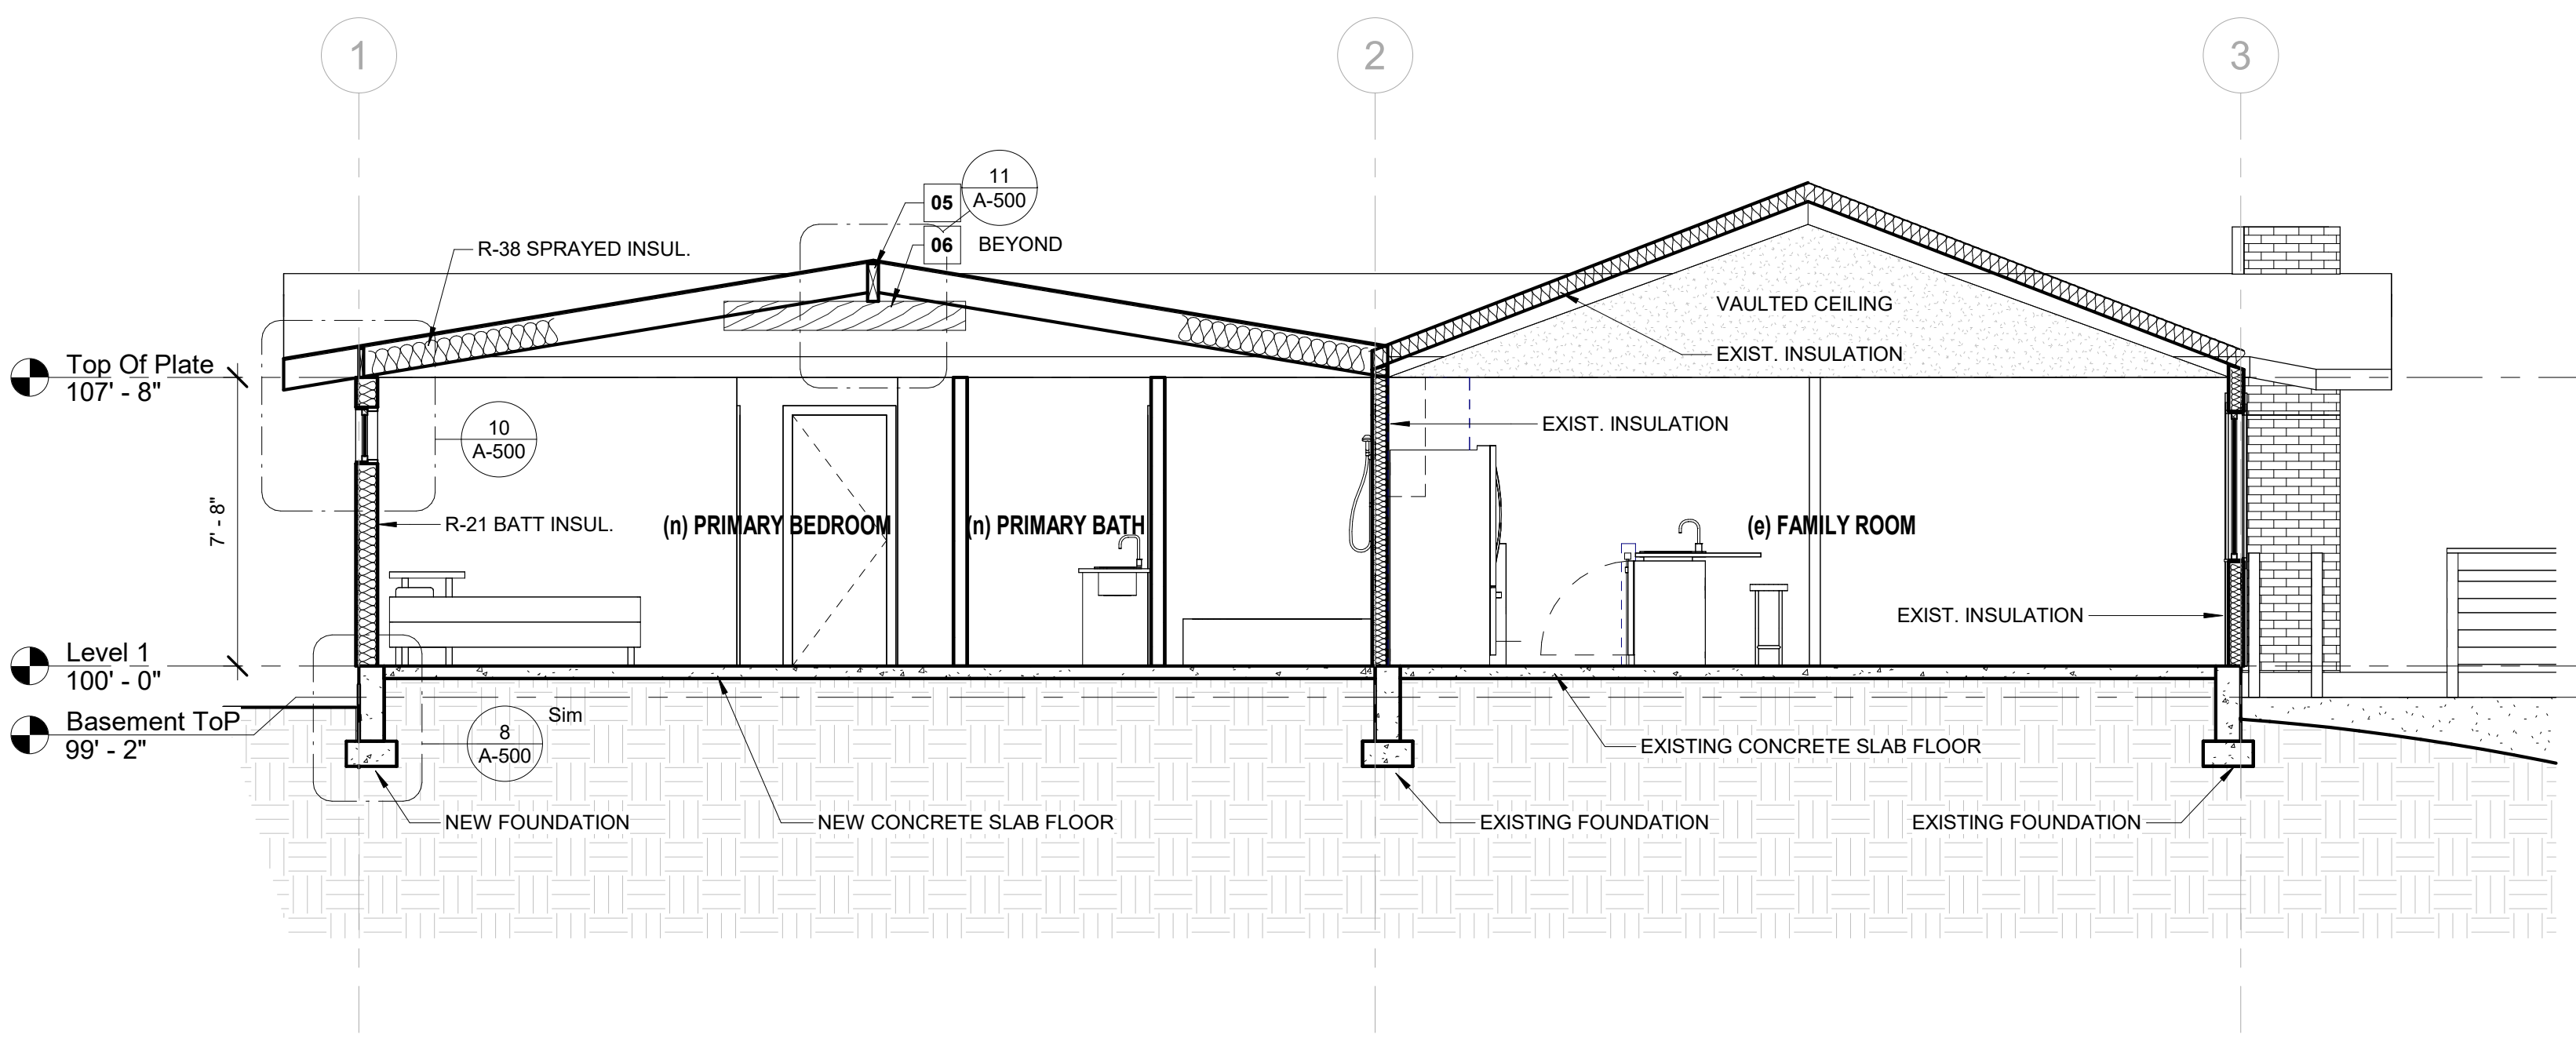 1
2
3
11
A-500
05
06
BEYOND
R-38 SPRAYED INSUL.
VAULTED CEILING
EXIST. INSULATION
Top Of Plate
107' - 8"
10
A-500
EXIST. INSULATION
7' - 8"
R-21 BATT INSUL.
(n) PRIMARY BEDROOM
(n) PRIMARY BATH
(e) FAMILY ROOM
EXIST. INSULATION
Level 1
100' - 0"
Basement ToP
99' - 2"
Sim
8
A-500
EXISTING CONCRETE SLAB FLOOR
NEW FOUNDATION
NEW CONCRETE SLAB FLOOR
EXISTING FOUNDATION
EXISTING FOUNDATION